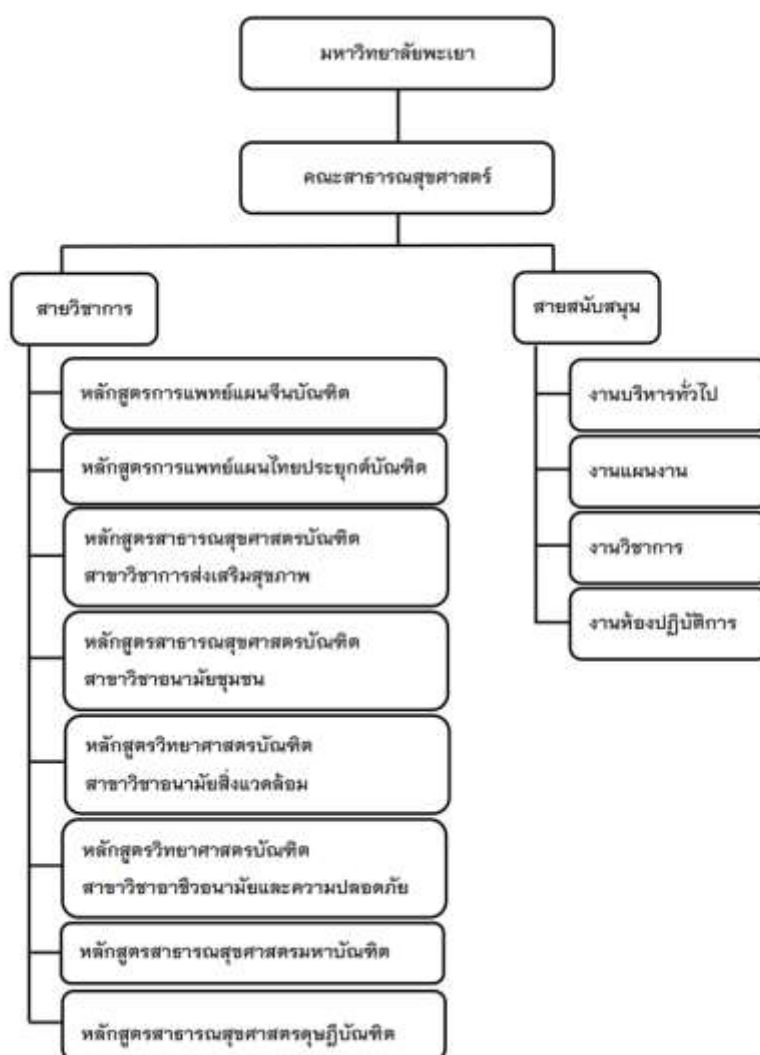 มหาวิทยาลัยพะเยา
คณะสาธารณสุขศาสตร์
สายวิชาการ
หลักสูตรการแพทย์แผนจีนบัณฑิต
หลักสูตรการแพทย์แผนไทยประยุกต์บัณฑิต
หลักสูตรสาธารณสุขศาสตรบัณฑิต
สาขาวิชาการส่งเสริมสุขภาพ
หลักสูตรสาธารณสุขศาสตรบัณฑิต
สาขาวิชาอนามัยชุมชน
หลักสูตรวิทยาศาสตรบัณฑิต
สาขาวิชาอนามัยสิ่งแวดล้อม
หลักสูตรวิทยาศาสตรบัณฑิต
สาขาวิชาอาชีวอนามัยและความปลอดภัย
หลักสูตรสาธารณสุขศาสตรมหาบัณฑิต
หลักสูตรสาธารณสุขศาสตรดุษฎีบัณฑิต
สายสนับสนุน
งานบริหารทั่วไป
งานแผนงาน
งานวิชาการ
งานห้องปฏิบัติการ